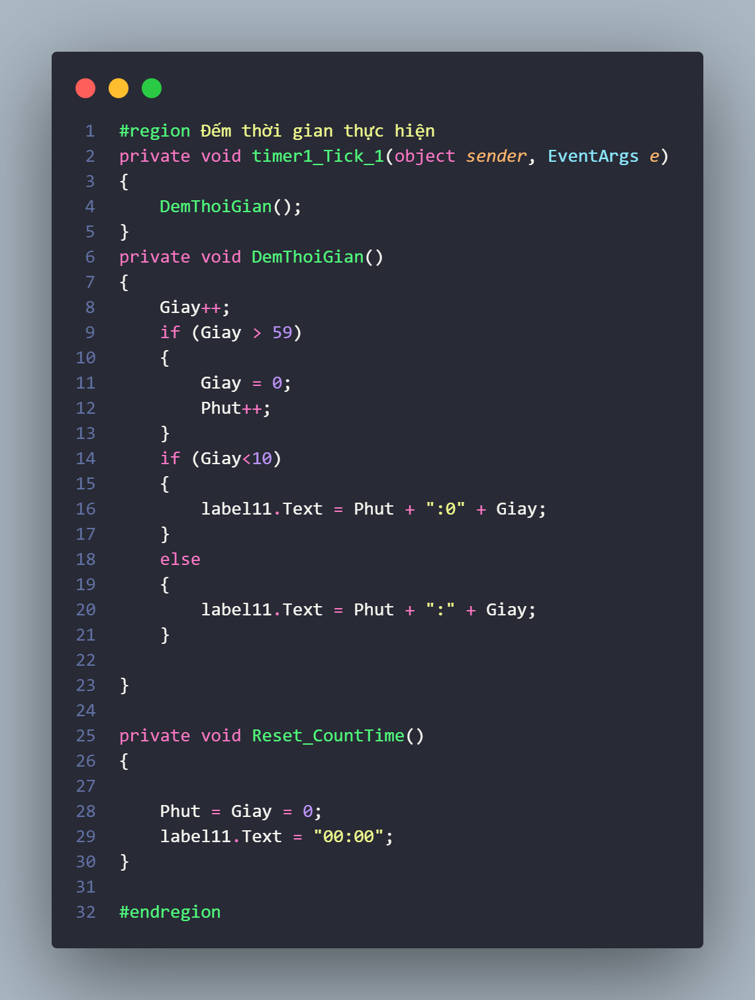 1 #region Đếm thời gian thực hiện
2 private void timer1_Tick_1(object sender, EventArgs e)
3 {
4     DemThoiGian();
5 }
6 private void DemThoiGian()
7 {
8     Giay++;
9     if (Giay > 59)
10     {
11         Giay = 0;
12         Phut++;
13     }
14     if (Giay<10)
15     {
16         label11.Text = Phut + ":0" + Giay;
17     }
18     else
19     {
20         label11.Text = Phut + ":" + Giay;
21     }
22
23 }
24
25 private void Reset_CountTime()
26 {
27
28     Phut = Giay = 0;
29     label11.Text = "00:00";
30 }
31
32 #endregion